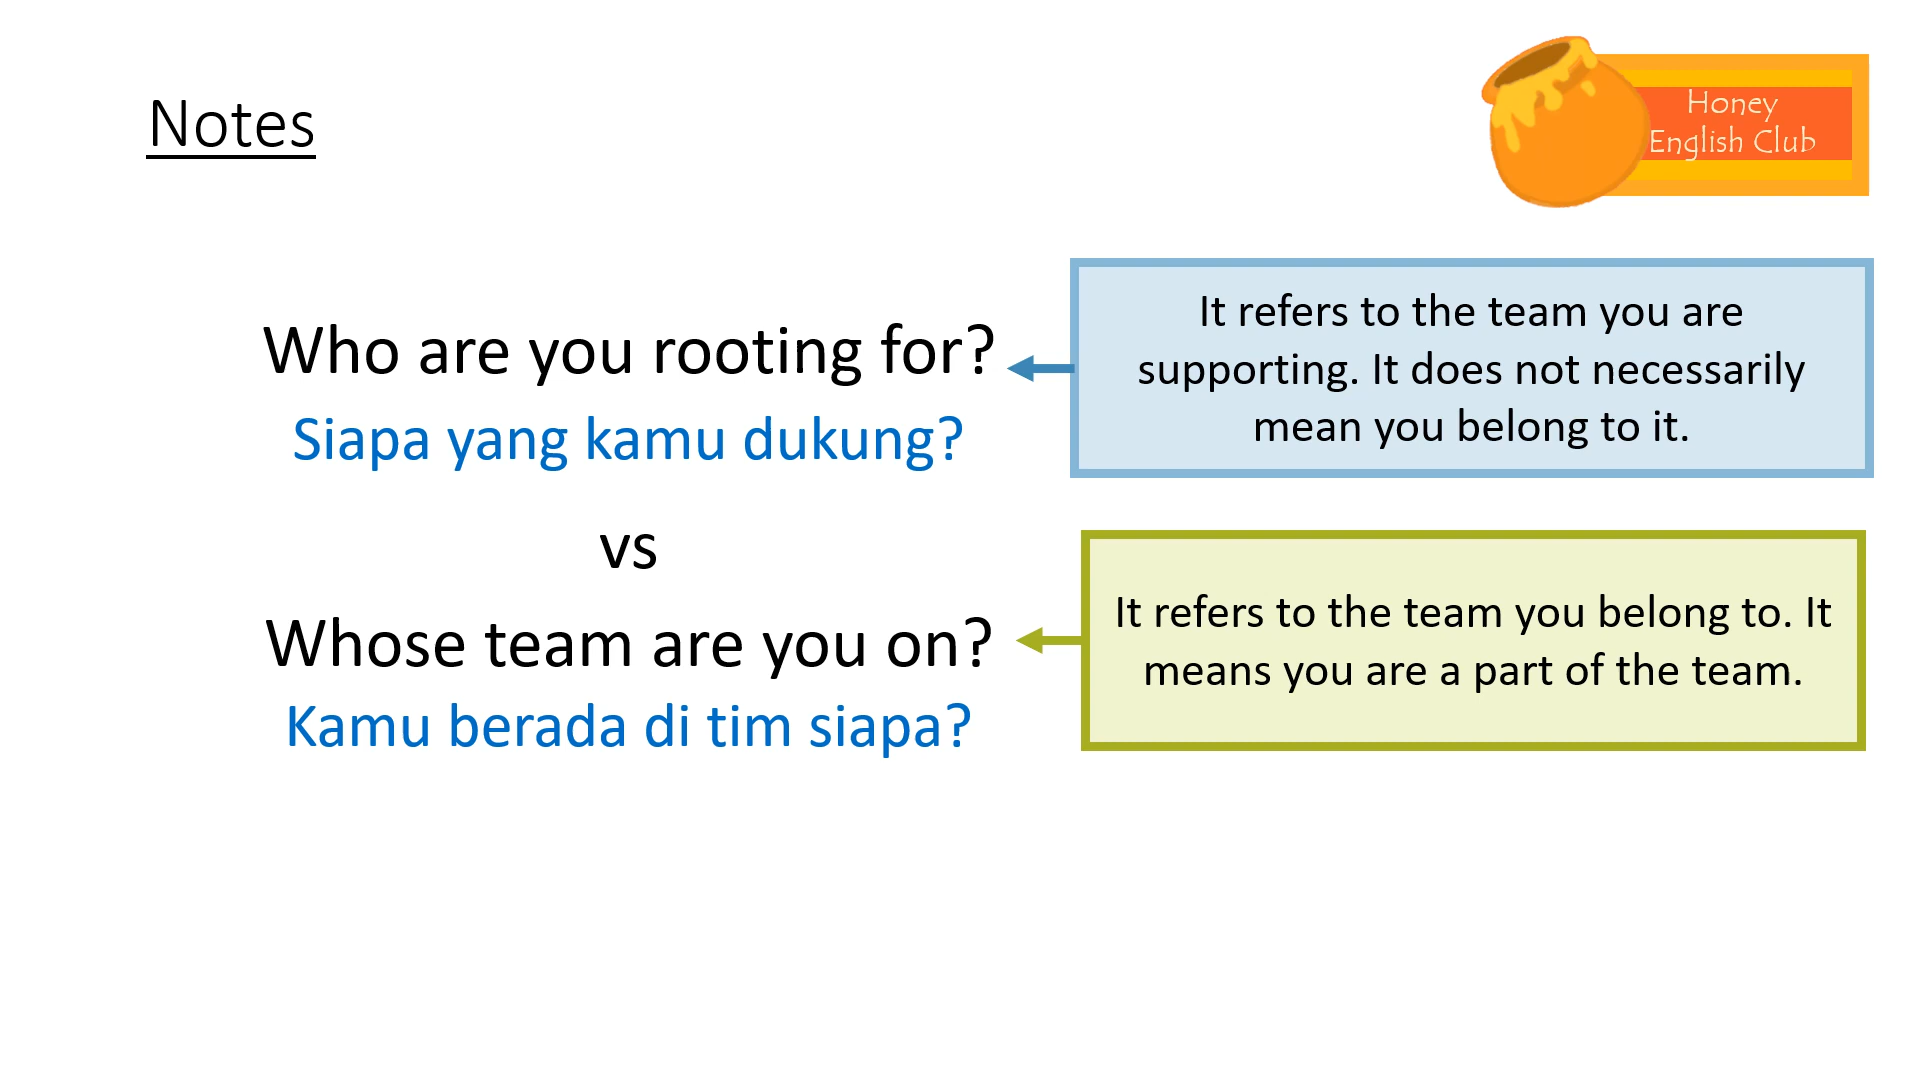 Notes
Honey
English Club
Who are you rooting for?
Siapa yang kamu dukung?
It refers to the team you are
supporting. It does not necessarily
mean you belong to it.
vs
Whose team are you on?
Kamu berada di tim siapa?
It refers to the team you belong to. It
means you are a part of the team.